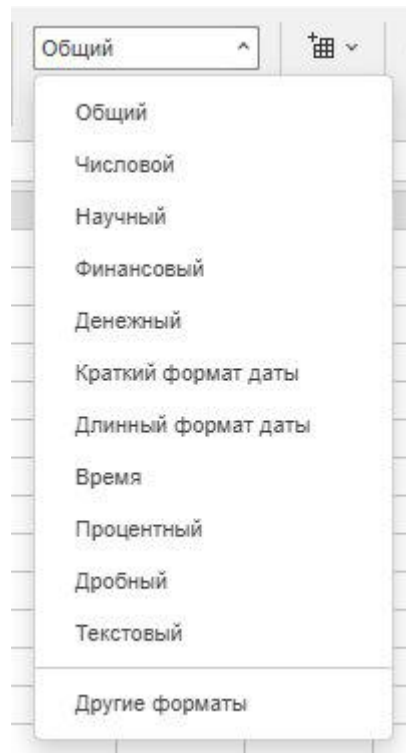 Общий
Общий
Числовой
Научный
Финансовый
Денежный
Краткий формат даты
Длинный формат даты
Время
Процентный
Дробный
Текстовый
Другие форматы